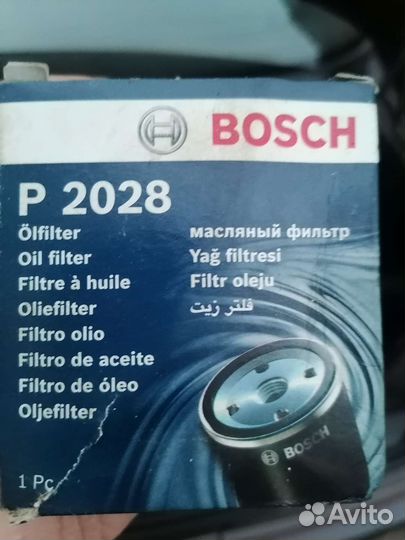 BOSCH
P 2028
Ölfilter
Oil filter
Filtre à huile
Oliefilter
Filtro olio
Filtro de aceite
Filtro de óleo
Oljefilter
масляный фильтр
Yağ filtresi
Filtr oleju
فلتر زيت
BOSCH
1 Pc
Avito